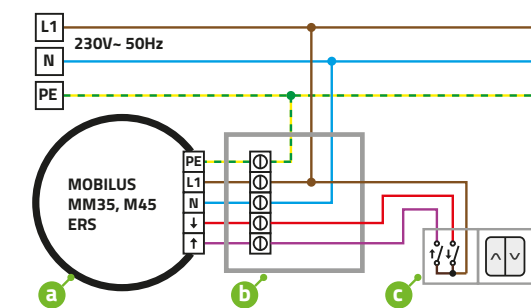 L1
230V~ 50Hz
N
PE
PE
L1
N
↓
↑
MOBILUS
MM35, M45
ERS
↑ ↓
a
b
c